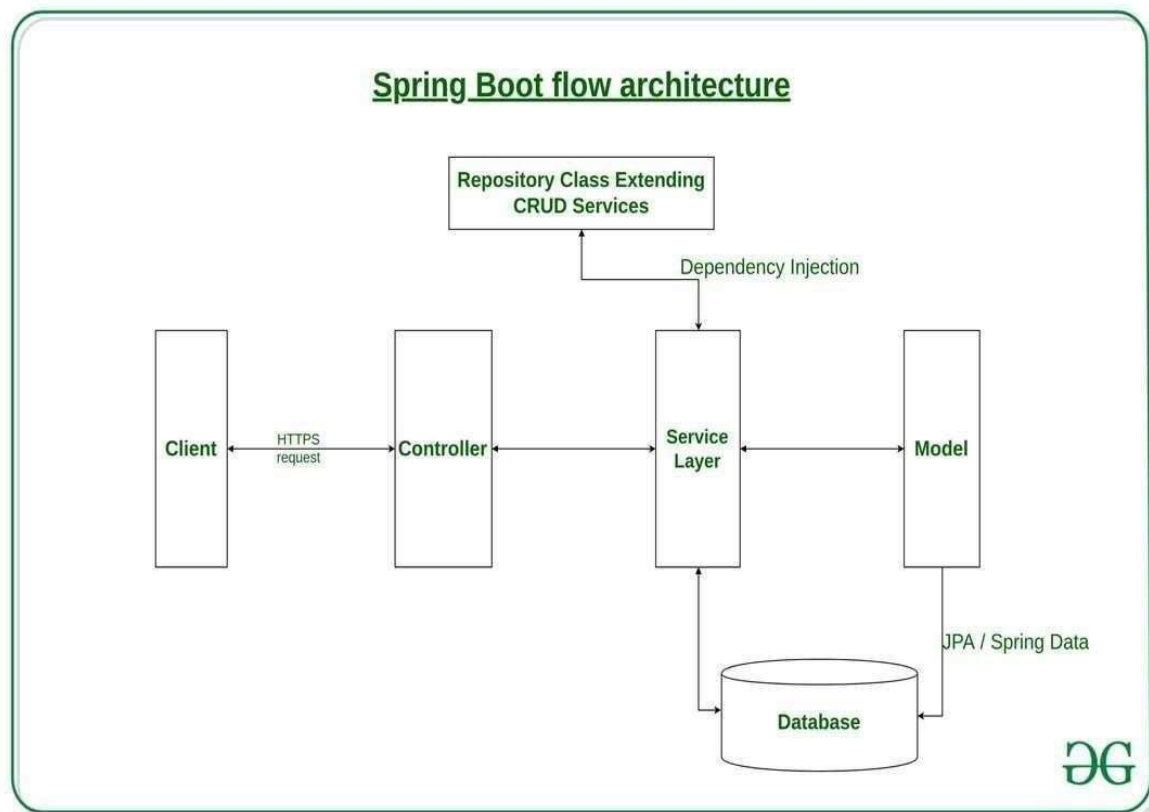 Spring Boot flow architecture
Repository Class Extending
CRUD Services
Dependency Injection
Client
HTTPS
request
Controller
Service
Layer
Model
JPA / Spring Data
Database